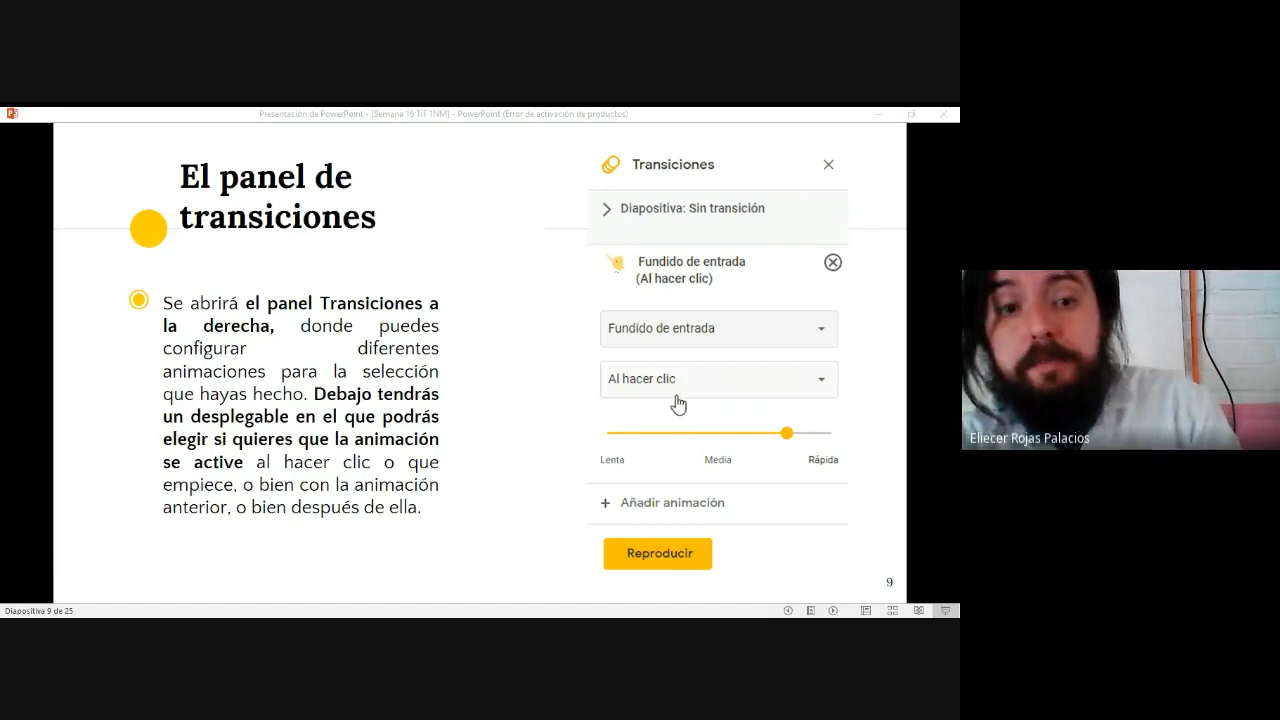 Presentación de PowerPoint - [Semana 16 TIT 1NM] - PowerPoint (Error de activación de productos)
El panel de
transiciones
Se abrirá el panel Transiciones a
la derecha, donde puedes
configurar diferentes
animaciones para la selección
que hayas hecho. Debajo tendrás
un desplegable en el que podrás
elegir si quieres que la animación
se active al hacer clic o que
empiece, o bien con la animación
anterior, o bien después de ella.
Transiciones
Diapositiva: Sin transición
Fundido de entrada
(Al hacer clic)
Fundido de entrada
Al hacer clic
Lenta Media Rápida
+ Añadir animación
Reproducir
9
Diapositiva 9 de 25
Eliecer Rojas Palacios